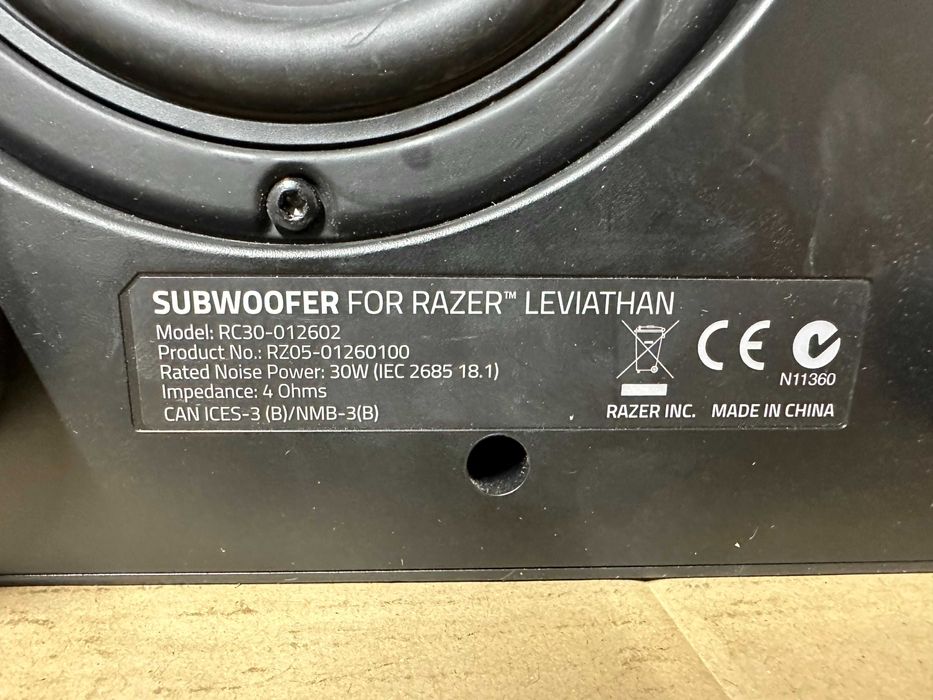 SUBWOOFER FOR RAZER™ LEVIATHAN
Model: RC30-012602
Product No.: RZ05-01260100
Rated Noise Power: 30W (IEC 2685 18.1)
Impedance: 4 Ohms
CAN ICES-3 (B)/NMB-3(B)
CE
N11360
RAZER INC. MADE IN CHINA